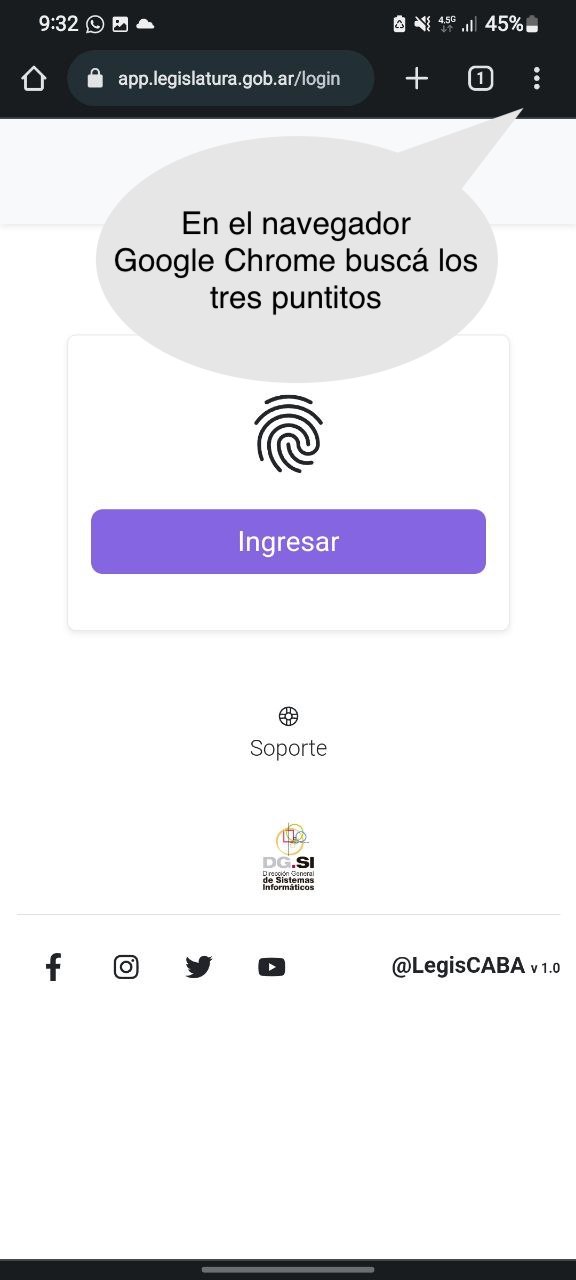 9:32
4.5G
45%
app.legislatura.gob.ar/login
1
En el navegador
Google Chrome buscá los
tres puntitos
Ingresar
Soporte
DG.SI
Dirección General
de Sistemas
Informáticos
@LegisCABA v 1.0